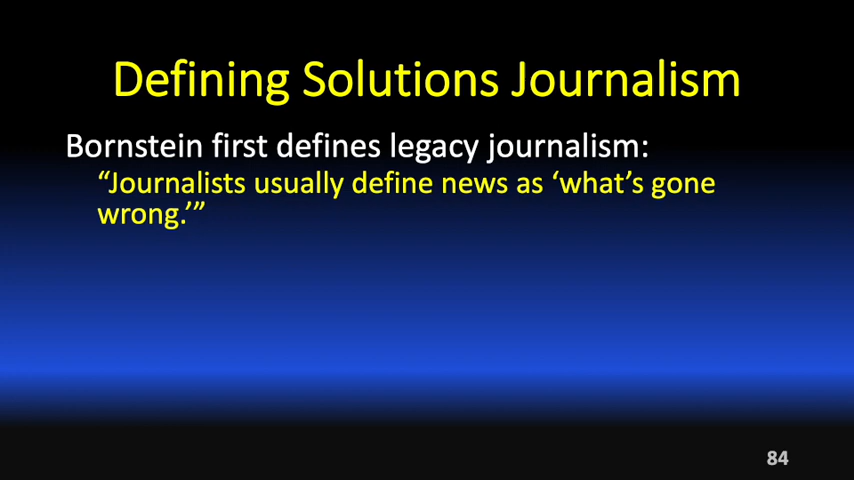 Defining Solutions Journalism
Bornstein first defines legacy journalism:
“Journalists usually define news as ‘what’s gone
wrong.’”
84